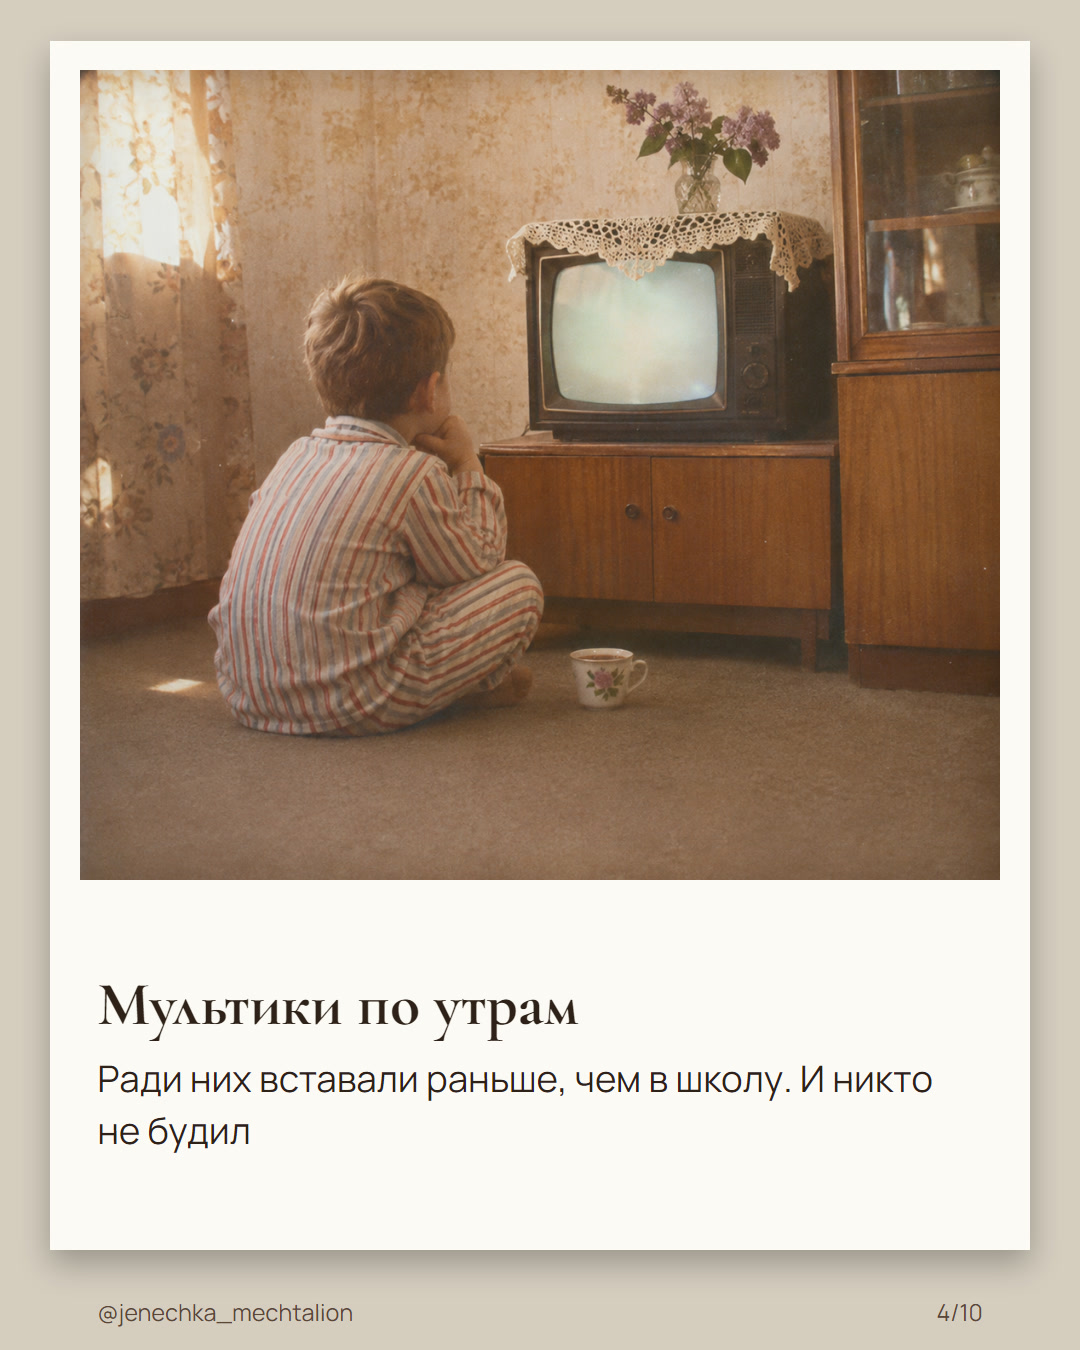 Мультики по утрам
Ради них вставали раньше, чем в школу. И никто
не будил
@jenechka_mechtalion
4/10